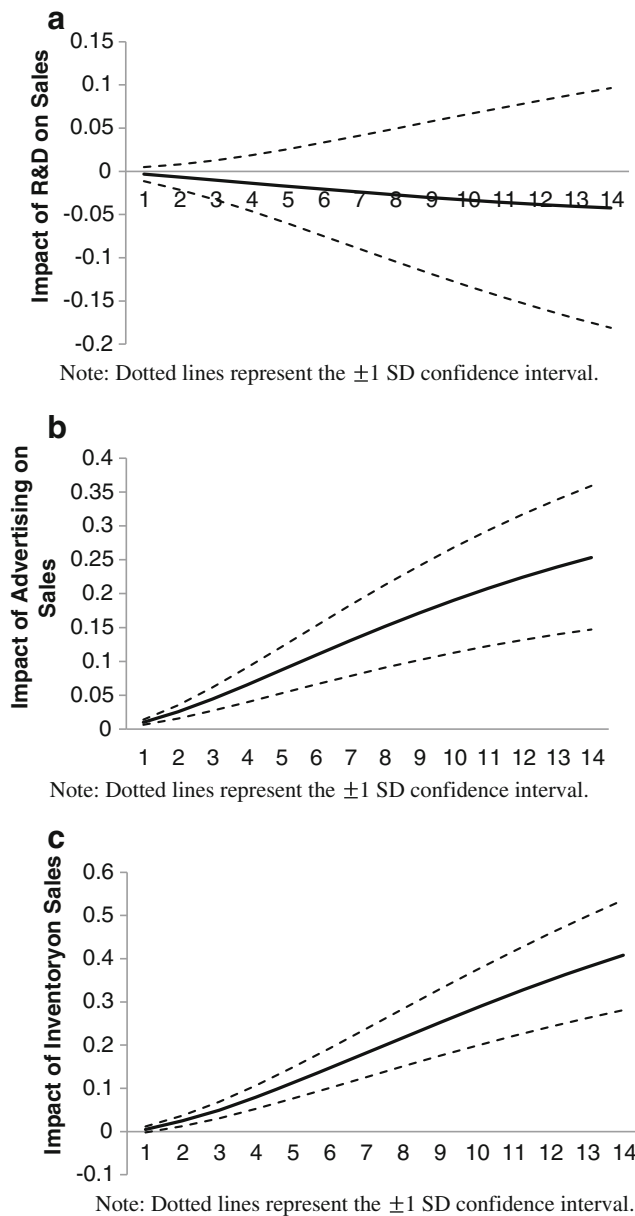 a
Impact of R&D on Sales
0.15
0.1
0.05
0
-0.05
-0.1
-0.15
-0.2
1 2 3 4 5 6 7 8 9 10 11 12 13 14
Note: Dotted lines represent the ±1 SD confidence interval.
b
Impact of Advertising on
Sales
0.4
0.35
0.3
0.25
0.2
0.15
0.1
0.05
0
1 2 3 4 5 6 7 8 9 10 11 12 13 14
Note: Dotted lines represent the ±1 SD confidence interval.
c
Impact of Inventoryon Sales
0.6
0.5
0.4
0.3
0.2
0.1
0
-0.1
1 2 3 4 5 6 7 8 9 10 11 12 13 14
Note: Dotted lines represent the ±1 SD confidence interval.